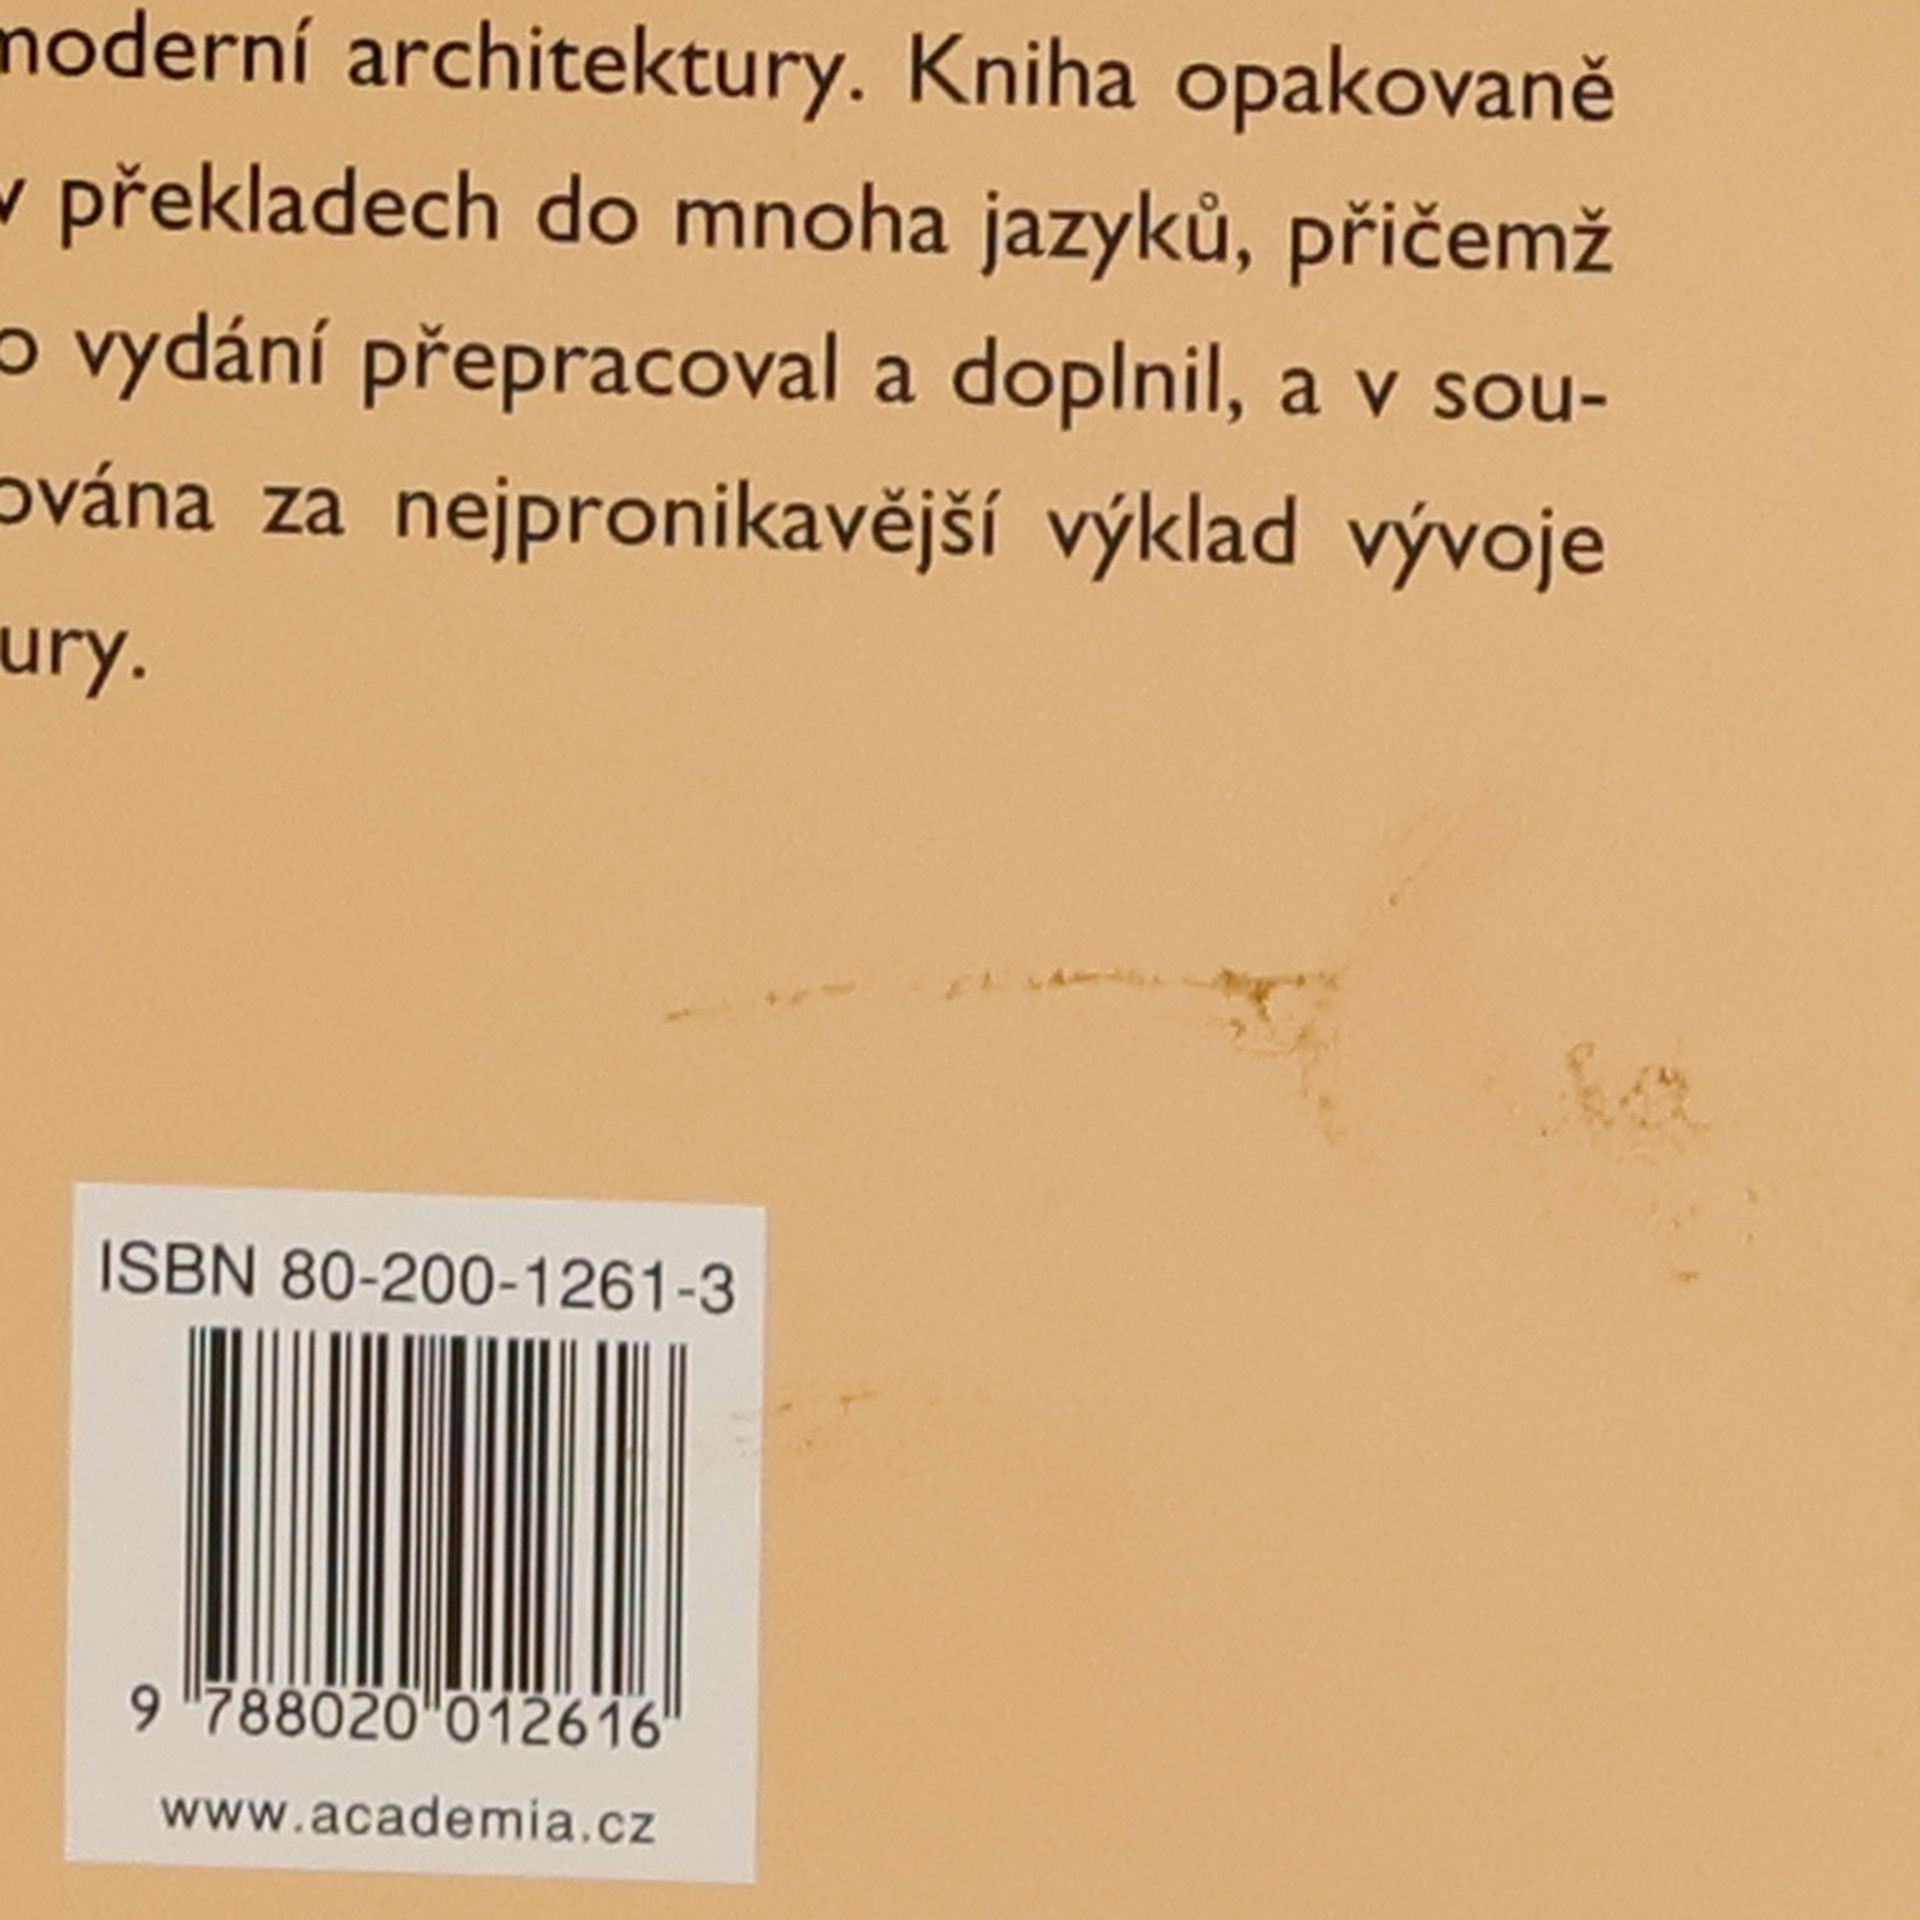 moderní architektury. Kniha opakovaně
v překladech do mnoha jazyků, přičemž
vydání přepracoval a doplnil, a v sou-
ována za nejpronikavější výklad vývoje
ury.
ISBN 80-200-1261-3
9 788020 012616
www.academia.cz